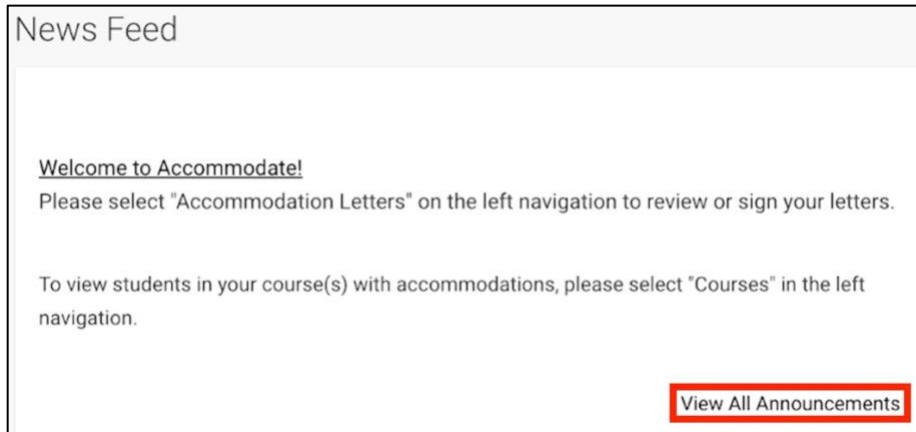 News Feed
Welcome to Accommodate!
Please select "Accommodation Letters" on the left navigation to review or sign your letters.
To view students in your course(s) with accommodations, please select "Courses" in the left
navigation.
View All Announcements